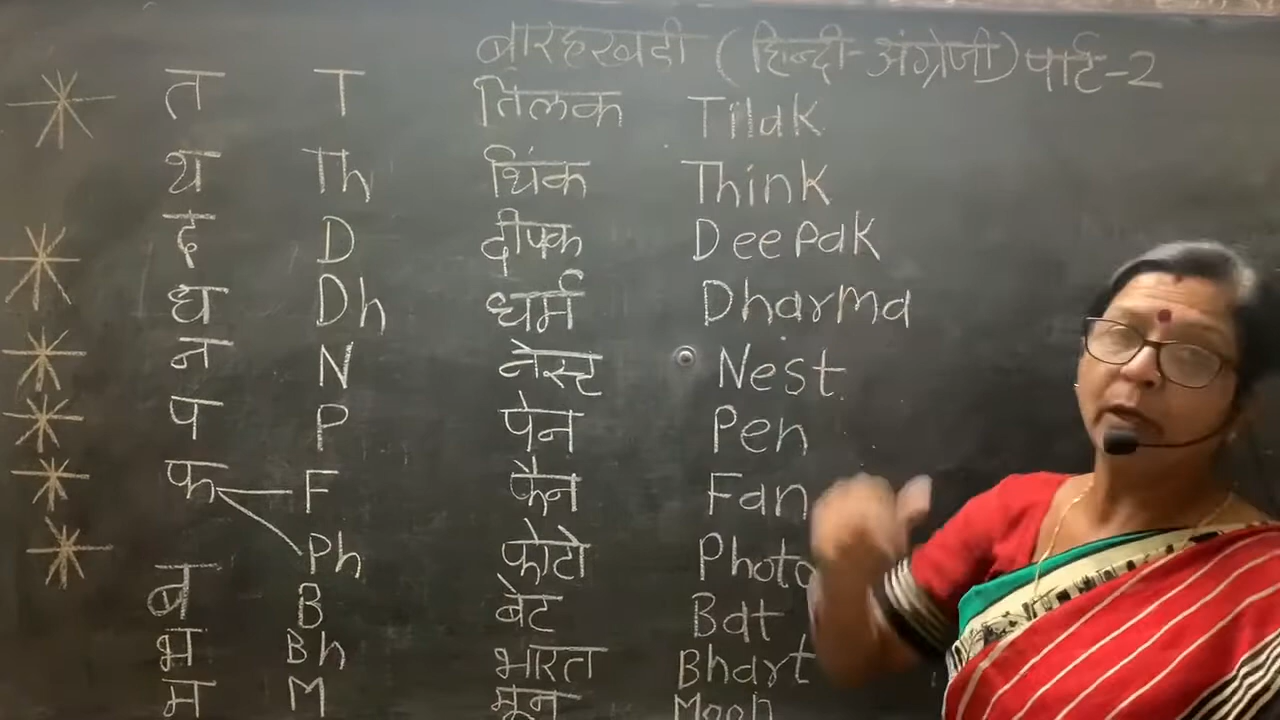 बारहखडी (हिन्दी-अंग्रेजी) पार्ट-2
त T तिलक Tilak
थ Th थिंक Think
द D दीपक Deepak
ध Dh धर्म Dharma
न N नेस्ट Nest
प P पेन Pen
फ F फैन Fan
Ph फोटो Photo
ब B बेट Bat
भ Bh भारत Bhart
म M मून Moon